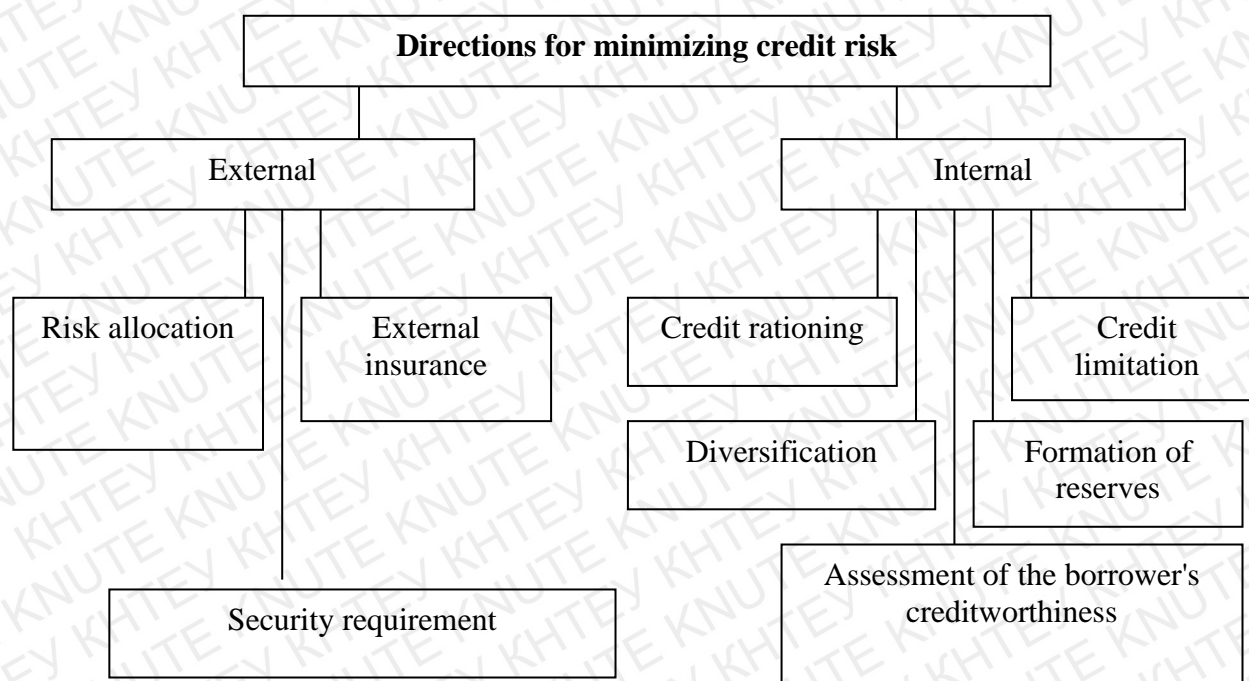 Directions for minimizing credit risk
External
Internal
Risk allocation
External
insurance
Credit rationing
Credit
limitation
Diversification
Formation of
reserves
Assessment of the borrower's
creditworthiness
Security requirement